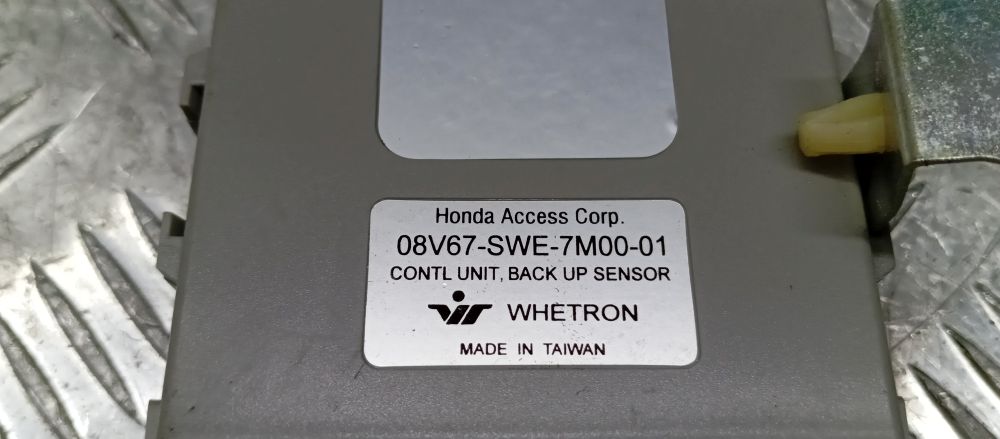 Honda Access Corp.
08V67-SWE-7M00-01
CONTL UNIT, BACK UP SENSOR
WHETRON
MADE IN TAIWAN